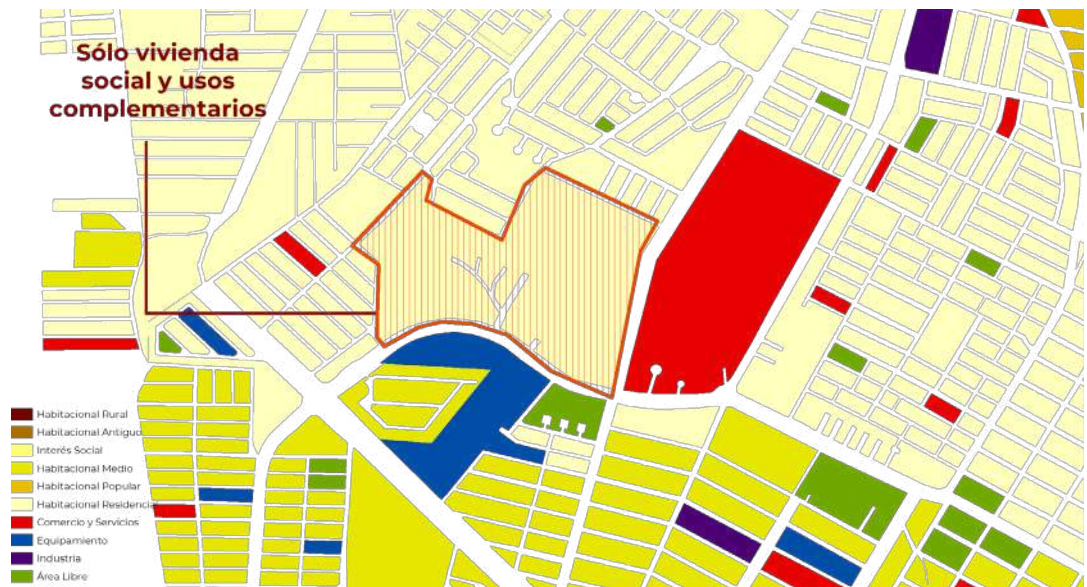 Sólo vivienda
social y usos
complementarios
Habitacional Rural
Habitacional Antiguo
Interés Social
Habitacional Medio
Habitacional Popular
Habitacional Residencial
Comercio y Servicios
Equipamiento
Industria
Área Libre